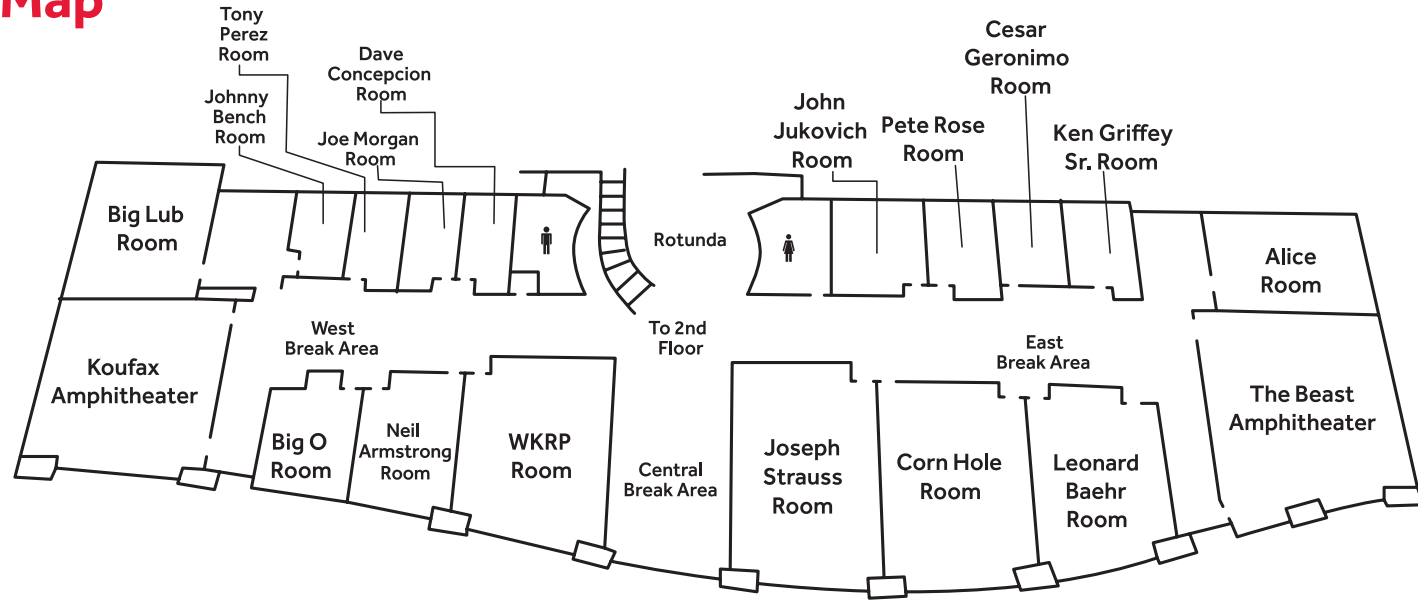 Map
Tony
Perez
Room
Dave
Concepcion
Room
Johnny
Bench
Room
Joe Morgan
Room
Cesar
Geronimo
Room
John
Jukovich
Room
Pete Rose
Room
Ken Griffey
Sr. Room
Big Lub
Room
Rotunda
Alice
Room
West
Break Area
To 2nd
Floor
East
Break Area
Koufax
Amphitheater
The Beast
Amphitheater
Big O
Room
Neil
Armstrong
Room
WKRP
Room
Central
Break Area
Joseph
Strauss
Room
Corn Hole
Room
Leonard
Baehr
Room